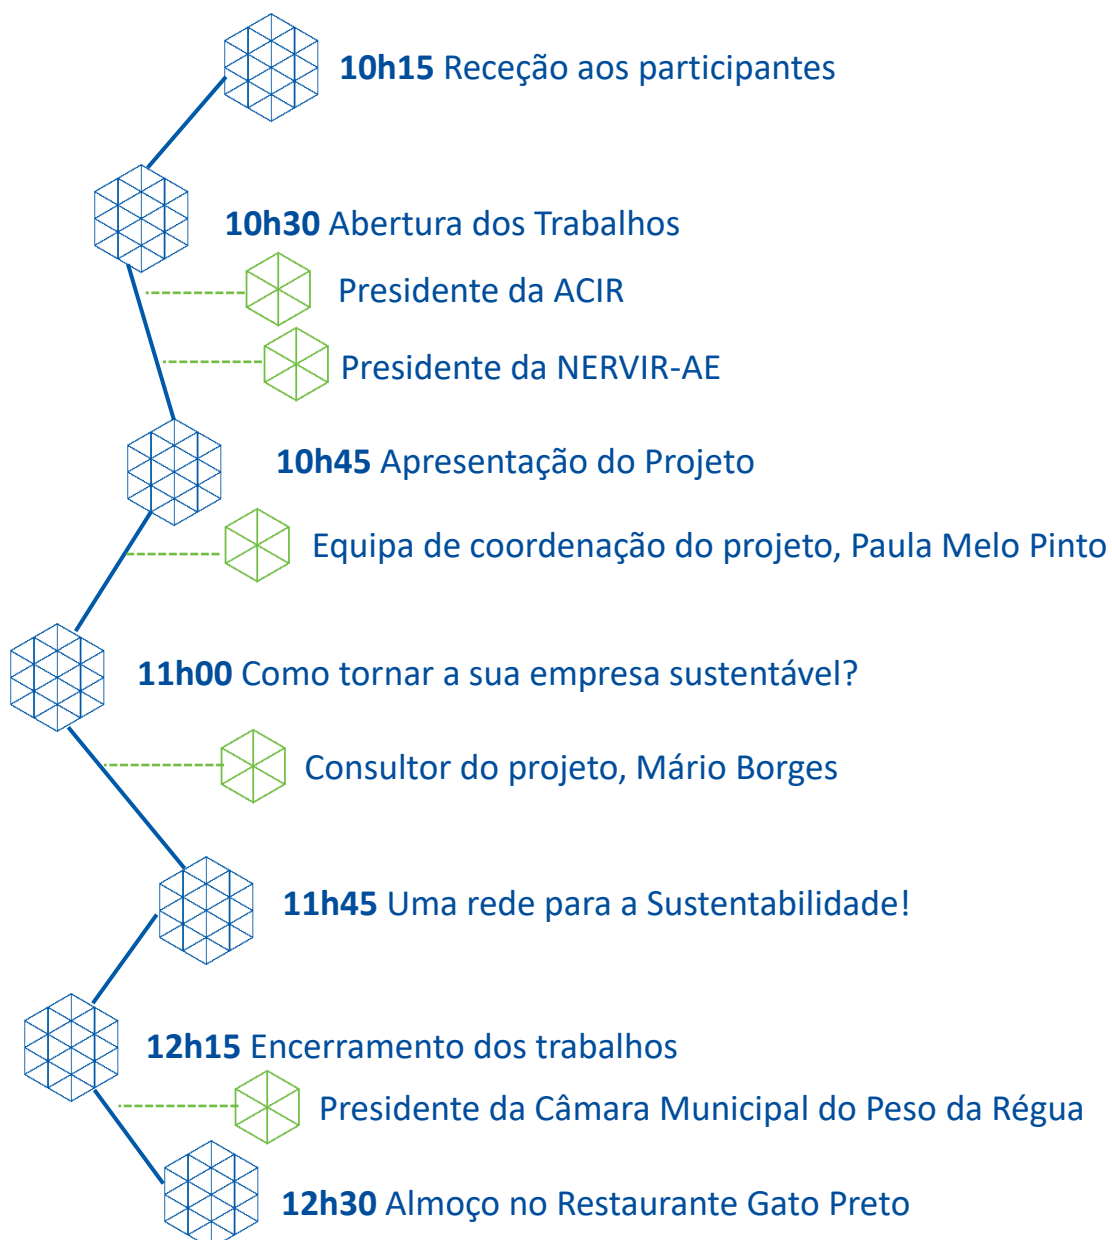 10h15 Receção aos participantes
10h30 Abertura dos Trabalhos
Presidente da ACIR
Presidente da NERVIR-AE
10h45 Apresentação do Projeto
Equipa de coordenação do projeto, Paula Melo Pinto
11h00 Como tornar a sua empresa sustentável?
Consultor do projeto, Mário Borges
11h45 Uma rede para a Sustentabilidade!
12h15 Encerramento dos trabalhos
Presidente da Câmara Municipal do Peso da Régua
12h30 Almoço no Restaurante Gato Preto